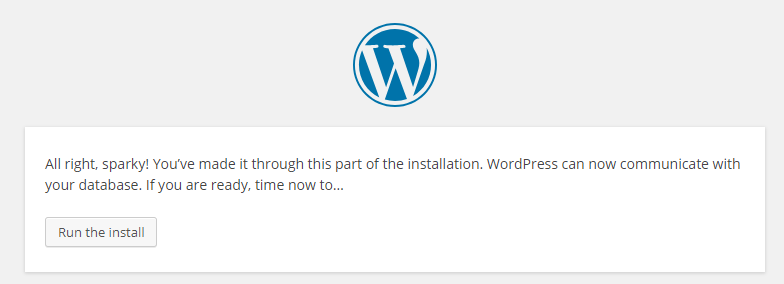 All right, sparky! You’ve made it through this part of the installation. WordPress can now communicate with
your database. If you are ready, time now to…
Run the install